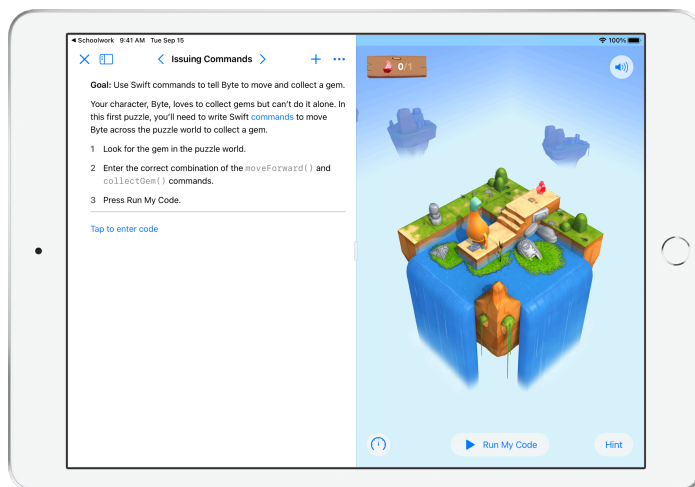 Schoolwork 9:41 AM Tue Sep 15
100%
Issuing Commands
0/1
Goal: Use Swift commands to tell Byte to move and collect a gem.
Your character, Byte, loves to collect gems but can’t do it alone. In
this first puzzle, you’ll need to write Swift commands to move
Byte across the puzzle world to collect a gem.
1 Look for the gem in the puzzle world.
2 Enter the correct combination of the moveForward() and
collectGem() commands.
3 Press Run My Code.
Tap to enter code
Run My Code
Hint